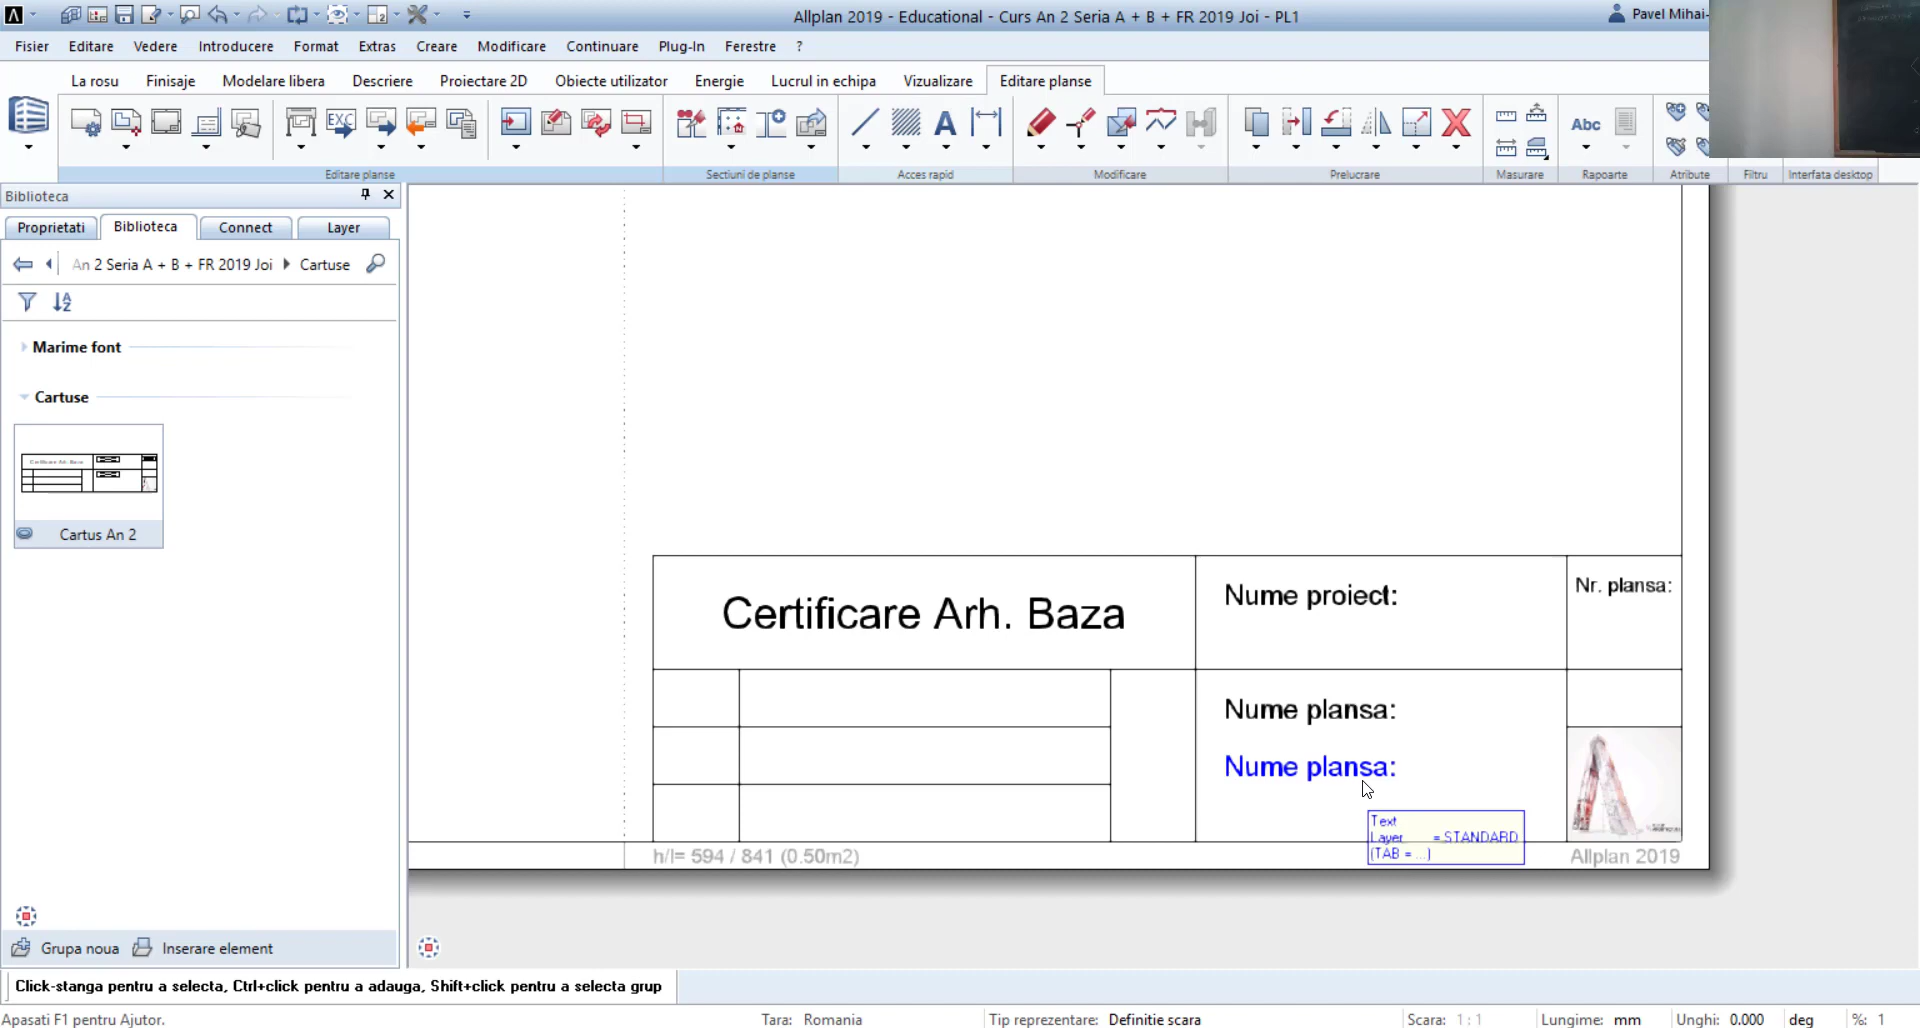 Allplan 2019 - Educational - Curs An 2 Seria A + B + FR 2019 Joi - PL1
Pavel Mihai-
Fisier Editare Vedere Introducere Format Extras Creare Modificare Continuare Plug-In Ferestre ?
La rosu Finisaje Modelare libera Descriere Proiectare 2D Obiecte utilizator Energie Lucrul in echipa Vizualizare Editare planse
EXC
A
Abc
Editare planse Sectiuni de planse Acces rapid Modificare Prelucrare Masurare Rapoarte Atribute Filtru Interfata desktop
Biblioteca
Proprietati Biblioteca Connect Layer
An 2 Seria A + B + FR 2019 Joi Cartuse
Marime font
Cartuse
Certificare Arh. Baza
Cartus An 2
Certificare Arh. Baza
Nume proiect:
Nr. plansa:
Nume plansa:
Nume plansa:
Text
Layer = STANDARD
(TAB = ...)
h/l= 594 / 841 (0.50m2)
Allplan 2019
Grupa noua Inserare element
Click-stanga pentru a selecta, Ctrl+click pentru a adauga, Shift+click pentru a selecta grup
Apasati F1 pentru Ajutor.
Tara: Romania Tip reprezentare: Definitie scara Scara: 1 : 1 Lungime: mm Unghi: 0.000 deg %: 1